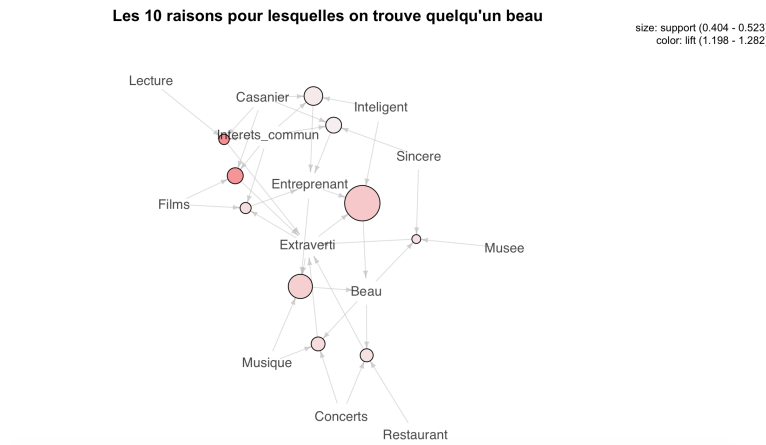 Les 10 raisons pour lesquelles on trouve quelqu'un beau
size: support (0.404 - 0.523
color: lift (1.198 - 1.282
Lecture
Casanier
Inteligent
Interets_commun
Sincere
Entreprenant
Films
Extraverti
Musee
Beau
Musique
Concerts
Restaurant